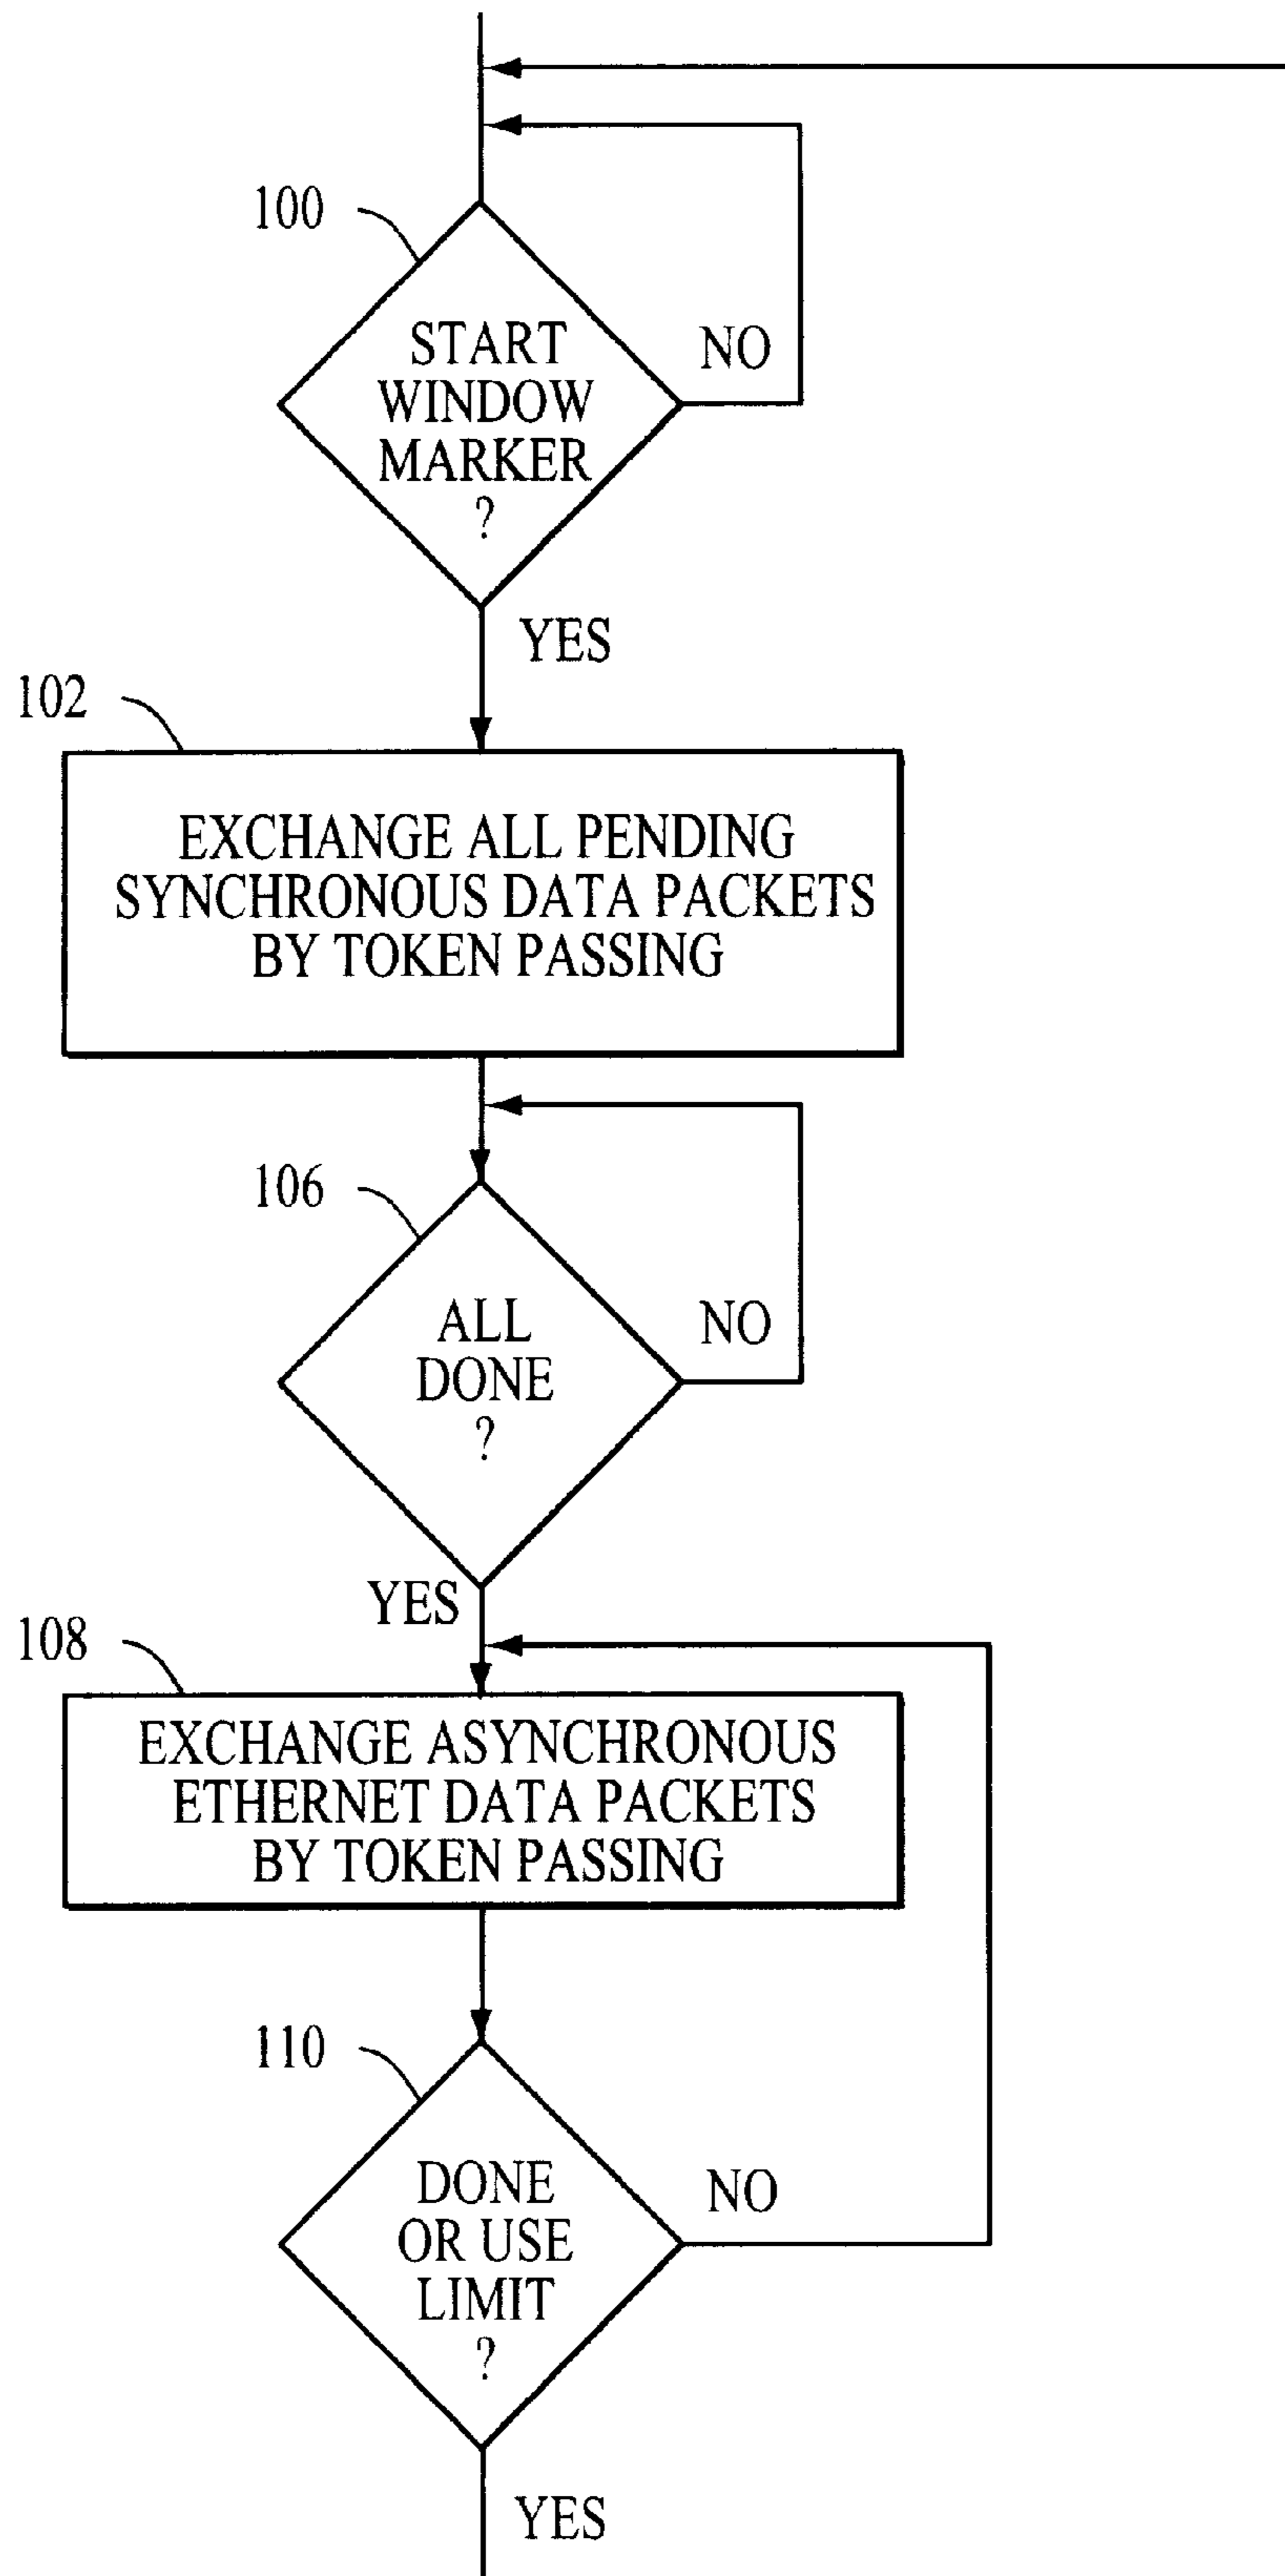 100
START
WINDOW
MARKER
?
NO
YES
102
EXCHANGE ALL PENDING
SYNCHRONOUS DATA PACKETS
BY TOKEN PASSING
106
ALL
DONE
?
NO
YES
108
EXCHANGE ASYNCHRONOUS
ETHERNET DATA PACKETS
BY TOKEN PASSING
110
DONE
OR USE
LIMIT
?
NO
YES